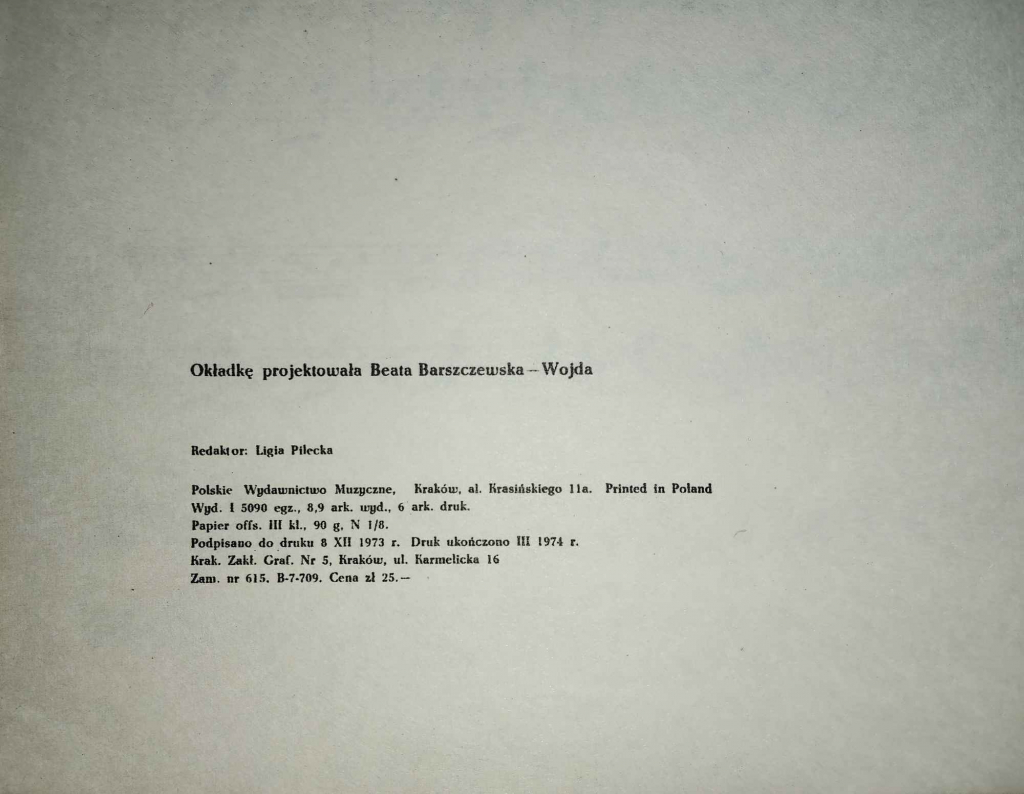 Okładkę projektowała Beata Barszczewska – Wojda
Redaktor: Ligia Pilecka
Polskie Wydawnictwo Muzyczne, Kraków, al. Krasińskiego 11a. Printed in Poland
Wyd. I 5090 egz., 8,9 ark. wyd., 6 ark. druk.
Papier offs. III kl., 90 g, N 1/8.
Podpisano do druku 8 XII 1973 r. Druk ukończono III 1974 r.
Krak. Zakł. Graf. Nr 5, Kraków, ul. Karmelicka 16
Zam. nr 615. B-7-709. Cena zł 25.—